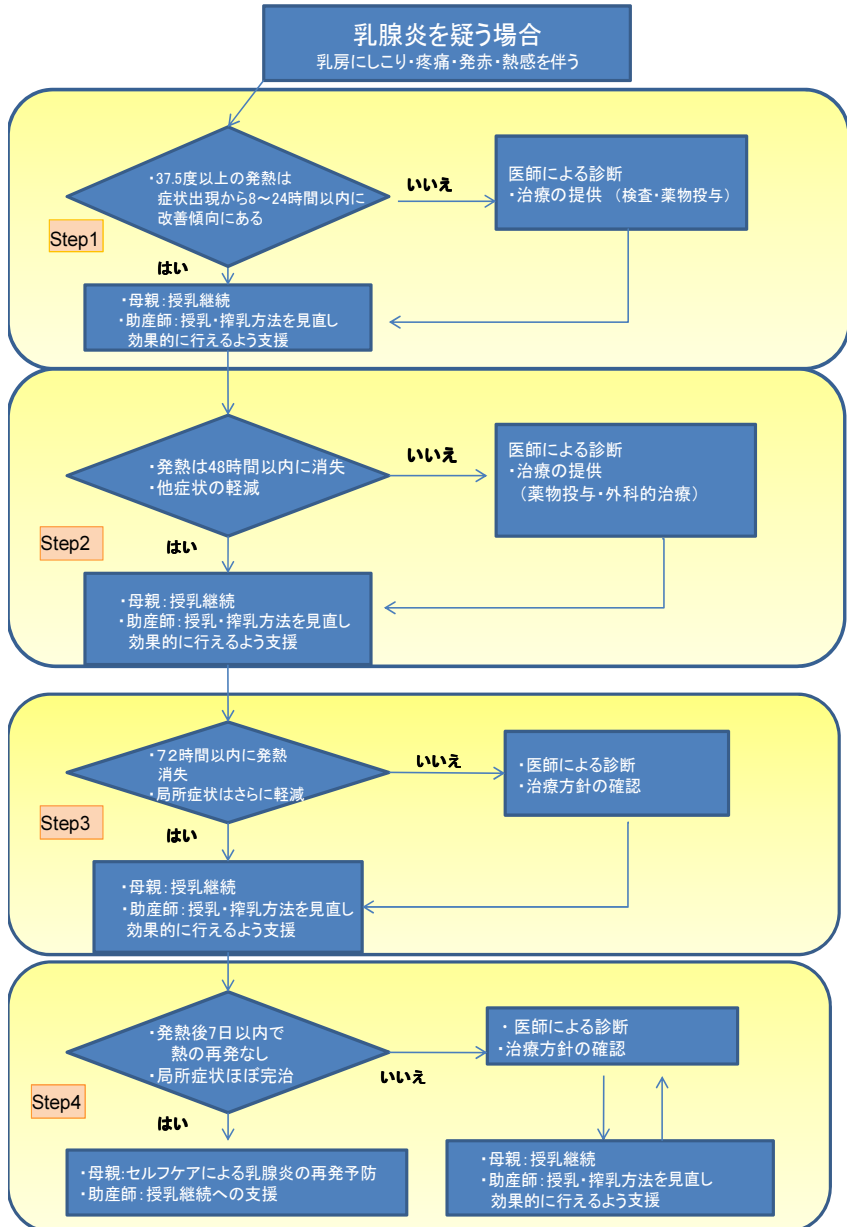 乳腺炎を疑う場合
乳房にしこり・疼痛・発赤・熱感を伴う
・37.5度以上の発熱は
症状出現から8～24時間以内に
改善傾向にある
いいえ
医師による診断
・治療の提供 （検査・薬物投与）
Step1
はい
・母親：授乳継続
・助産師：授乳・搾乳方法を見直し
効果的に行えるよう支援
・発熱は48時間以内に消失
・他症状の軽減
いいえ
医師による診断
・治療の提供
（薬物投与・外科的治療）
Step2
はい
・母親：授乳継続
・助産師：授乳・搾乳方法を見直し
効果的に行えるよう支援
・７２時間以内に発熱
消失
・局所症状はさらに軽減
いいえ
・医師による診断
・治療方針の確認
Step3
はい
・母親：授乳継続
・助産師：授乳・搾乳方法を見直し
効果的に行えるよう支援
・発熱後7日以内で
熱の再発なし
・局所症状ほぼ完治
いいえ
・医師による診断
・治療方針の確認
Step4
はい
・母親:セルフケアによる乳腺炎の再発予防
・助産師：授乳継続への支援
・母親：授乳継続
・助産師：授乳・搾乳方法を見直し
効果的に行えるよう支援